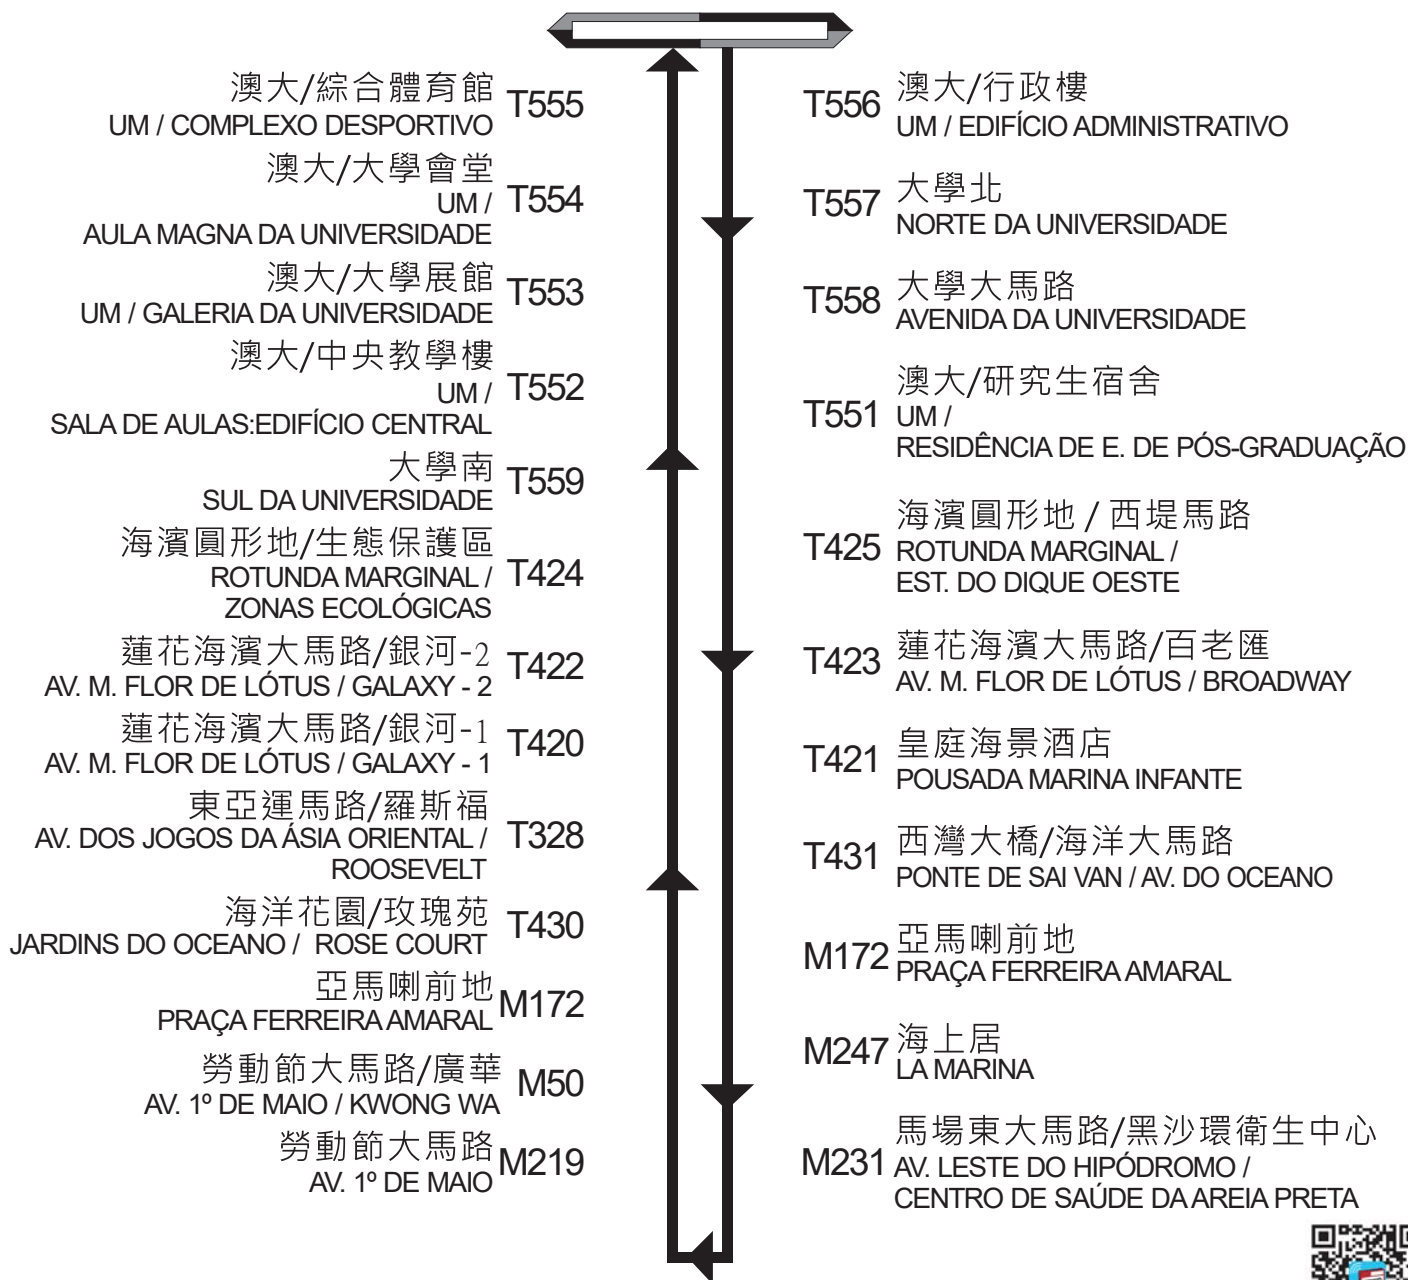 澳大/綜合體育館
UM / COMPLEXO DESPORTIVO
T555
澳大/大學會堂
UM /
AULA MAGNA DA UNIVERSIDADE
T554
澳大/大學展館
UM / GALERIA DA UNIVERSIDADE
T553
澳大/中央教學樓
UM /
SALA DE AULAS:EDIFÍCIO CENTRAL
T552
大學南
SUL DA UNIVERSIDADE
T559
海濱圓形地/生態保護區
ROTUNDA MARGINAL /
ZONAS ECOLÓGICAS
T424
蓮花海濱大馬路/銀河-2
AV. M. FLOR DE LÓTUS / GALAXY - 2
T422
蓮花海濱大馬路/銀河-1
AV. M. FLOR DE LÓTUS / GALAXY - 1
T420
東亞運馬路/羅斯福
AV. DOS JOGOS DA ÁSIA ORIENTAL /
ROOSEVELT
T328
海洋花園/玫瑰苑
JARDINS DO OCEANO / ROSE COURT
T430
亞馬喇前地
PRAÇA FERREIRA AMARAL
M172
勞動節大馬路/廣華
AV. 1º DE MAIO / KWONG WA
M50
勞動節大馬路
AV. 1º DE MAIO
M219
T556
澳大/行政樓
UM / EDIFÍCIO ADMINISTRATIVO
T557
大學北
NORTE DA UNIVERSIDADE
T558
大學大馬路
AVENIDA DA UNIVERSIDADE
T551
澳大/研究生宿舍
UM /
RESIDÊNCIA DE E. DE PÓS-GRADUAÇÃO
T425
海濱圓形地 / 西堤馬路
ROTUNDA MARGINAL /
EST. DO DIQUE OESTE
T423
蓮花海濱大馬路/百老匯
AV. M. FLOR DE LÓTUS / BROADWAY
T421
皇庭海景酒店
POUSADA MARINA INFANTE
T431
西灣大橋/海洋大馬路
PONTE DE SAI VAN / AV. DO OCEANO
M172
亞馬喇前地
PRAÇA FERREIRA AMARAL
M247
海上居
LA MARINA
M231
馬場東大馬路/黑沙環衛生中心
AV. LESTE DO HIPÓDROMO /
CENTRO DE SAÚDE DA AREIA PRETA